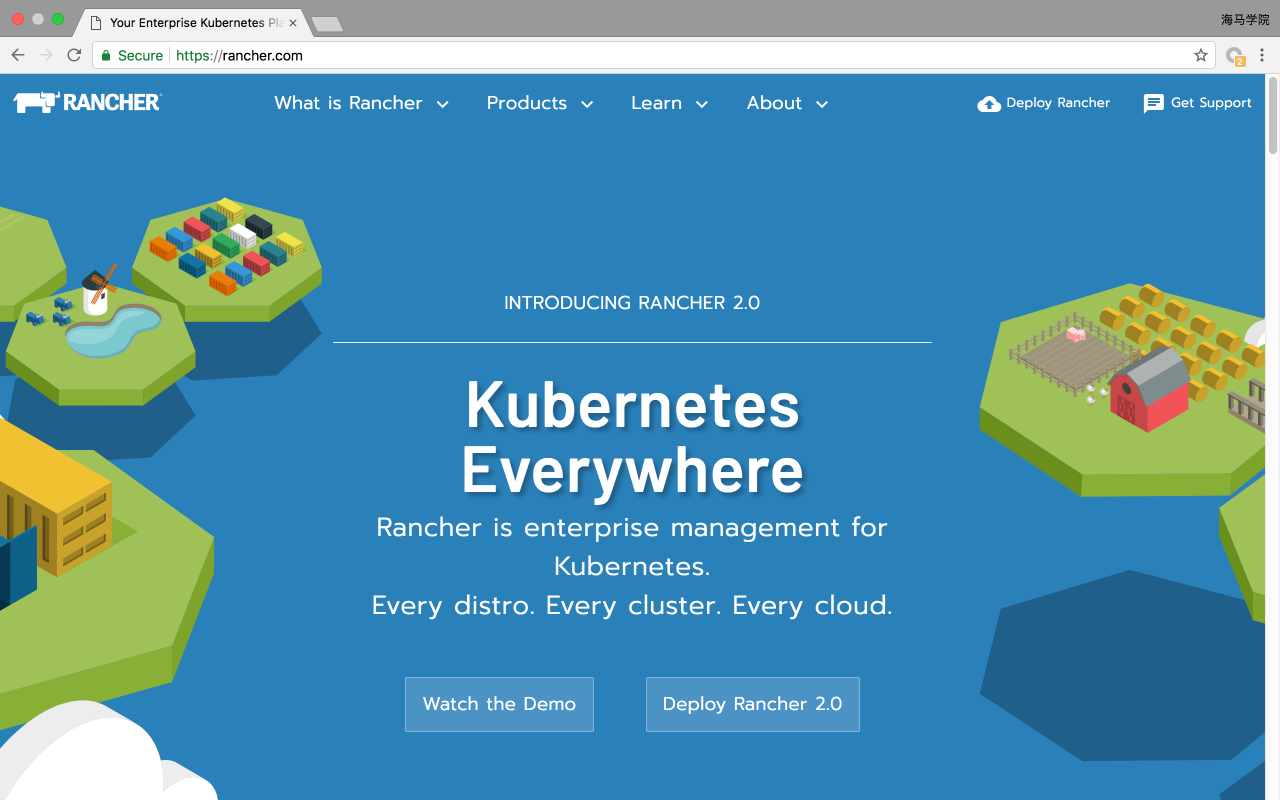 Your Enterprise Kubernetes Pla
海马学院
Secure
https://rancher.com
2
RANCHER
What is Rancher
Products
Learn
About
Deploy Rancher
Get Support
INTRODUCING RANCHER 2.0
Kubernetes
Everywhere
Rancher is enterprise management for
Kubernetes.
Every distro. Every cluster. Every cloud.
Watch the Demo
Deploy Rancher 2.0